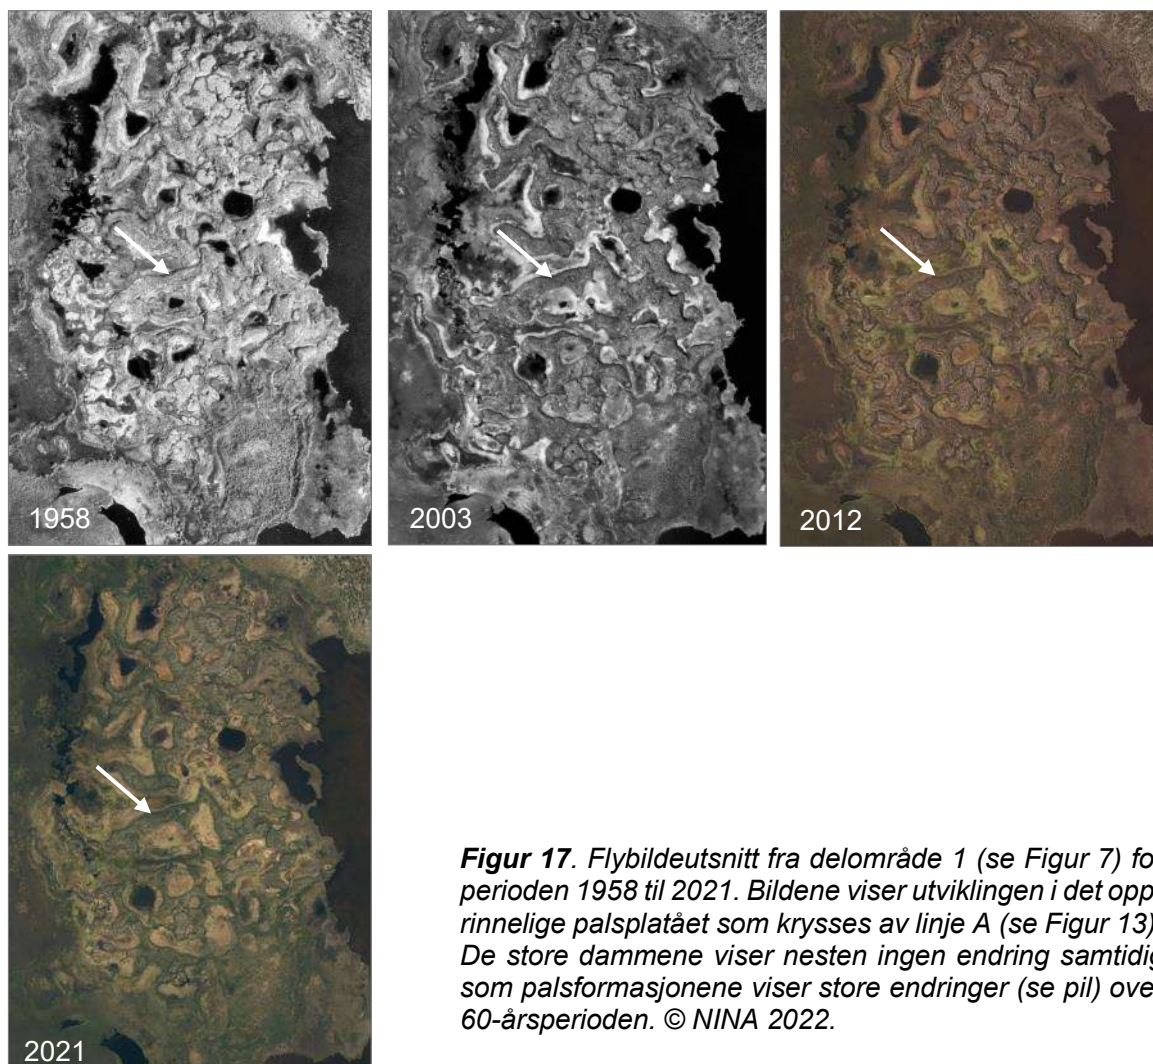 1958
2003
2012
2021
Figur 17. Flybildeutsnitt fra delområde 1 (se Figur 7) fo
perioden 1958 til 2021. Bildene viser utviklingen i det opp
rinnelige palsplatået som krysses av linje A (se Figur 13)
De store dammene viser nesten ingen endring samtidig
som palsformasjonene viser store endringer (se pil) ove
60-årsperioden. © NINA 2022.